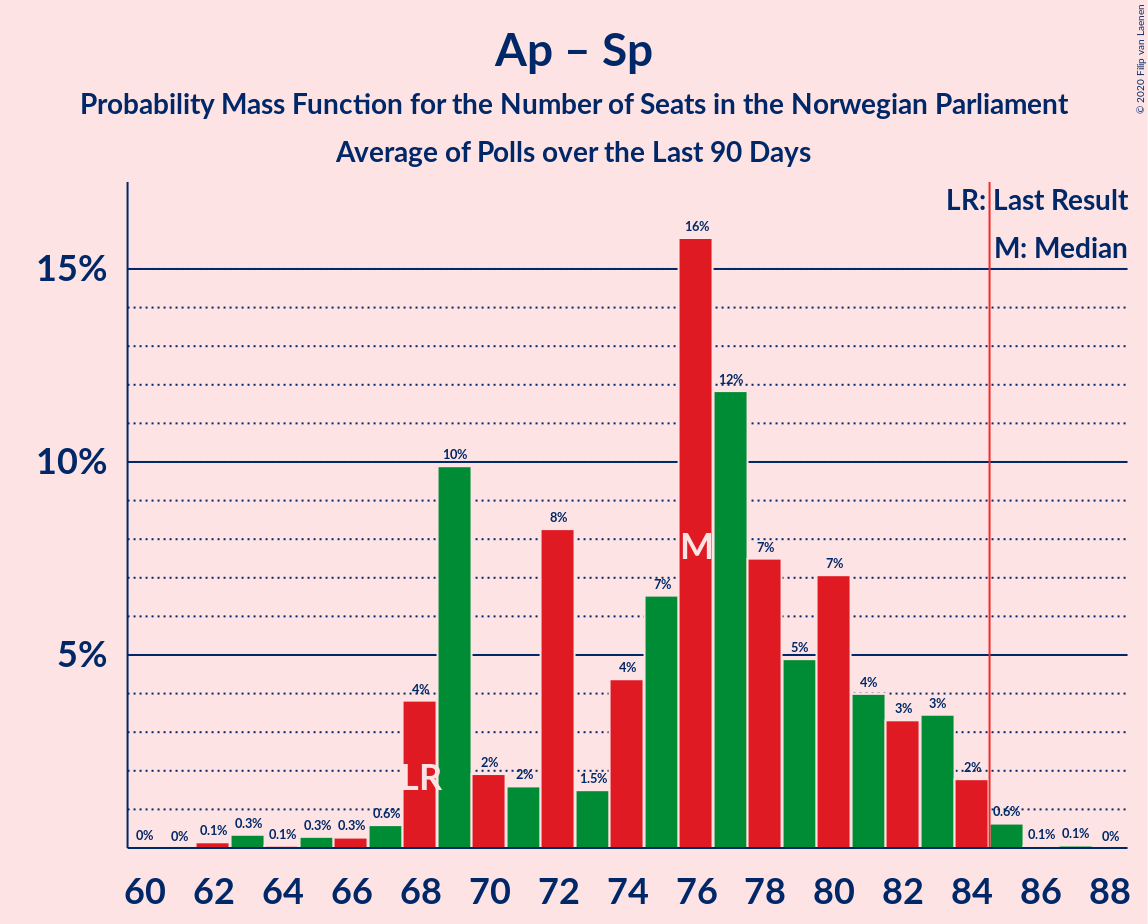 © 2020 Filip van Laenen
Ap – Sp
Probability Mass Function for the Number of Seats in the Norwegian Parliament
Average of Polls over the Last 90 Days
LR: Last Result
M: Median
15%
10%
5%
0% 0% 0.1% 0.3% 0.1% 0.3% 0.3% 0.6% 4% 10% 2% 2% 8% 1.5% 4% 7% 16% 12% 7% 5% 7% 4% 3% 3% 2% 0.6% 0.1% 0.1% 0%
LR
M
60 62 64 66 68 70 72 74 76 78 80 82 84 86 88